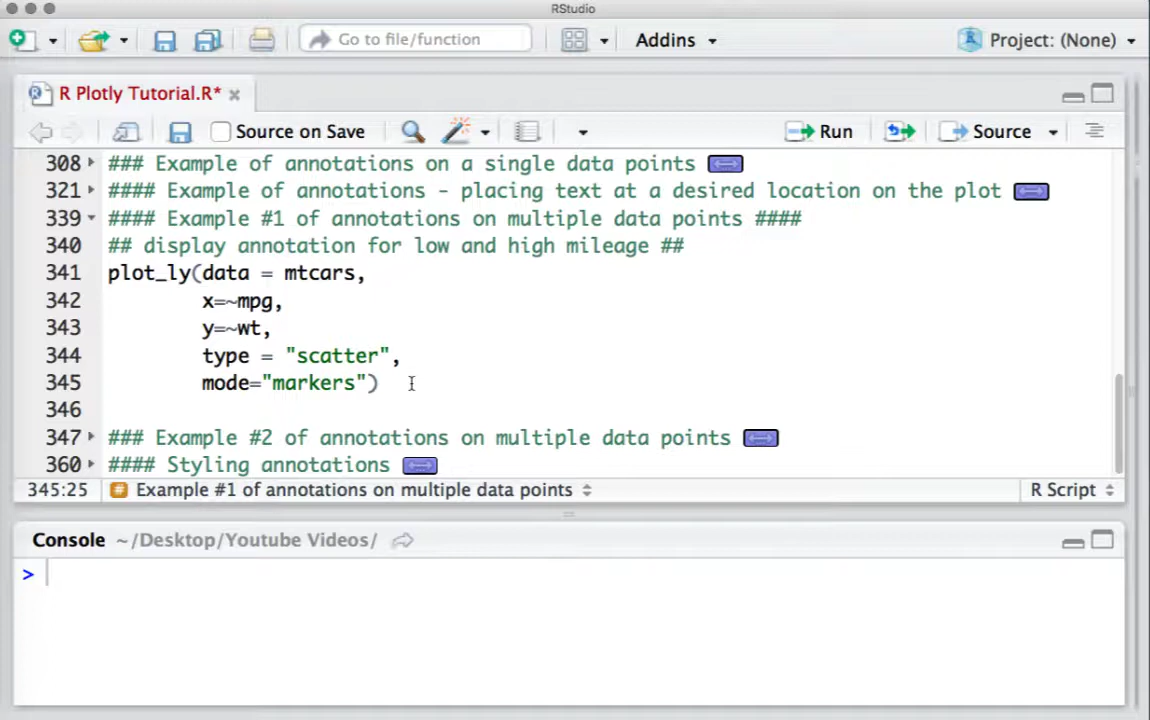 RStudio
Go to file/function
Addins
Project: (None)
R Plotly Tutorial.R*
Source on Save
Run
Source
308 ### Example of annotations on a single data points
321 #### Example of annotations - placing text at a desired location on the plot
339 #### Example #1 of annotations on multiple data points ####
340 ## display annotation for low and high mileage ##
341 plot_ly(data = mtcars,
342 x=~mpg,
343 y=~wt,
344 type = "scatter",
345 mode="markers")
346
347 ### Example #2 of annotations on multiple data points
360 #### Styling annotations
345:25 # Example #1 of annotations on multiple data points R Script
Console ~/Desktop/Youtube Videos/
>